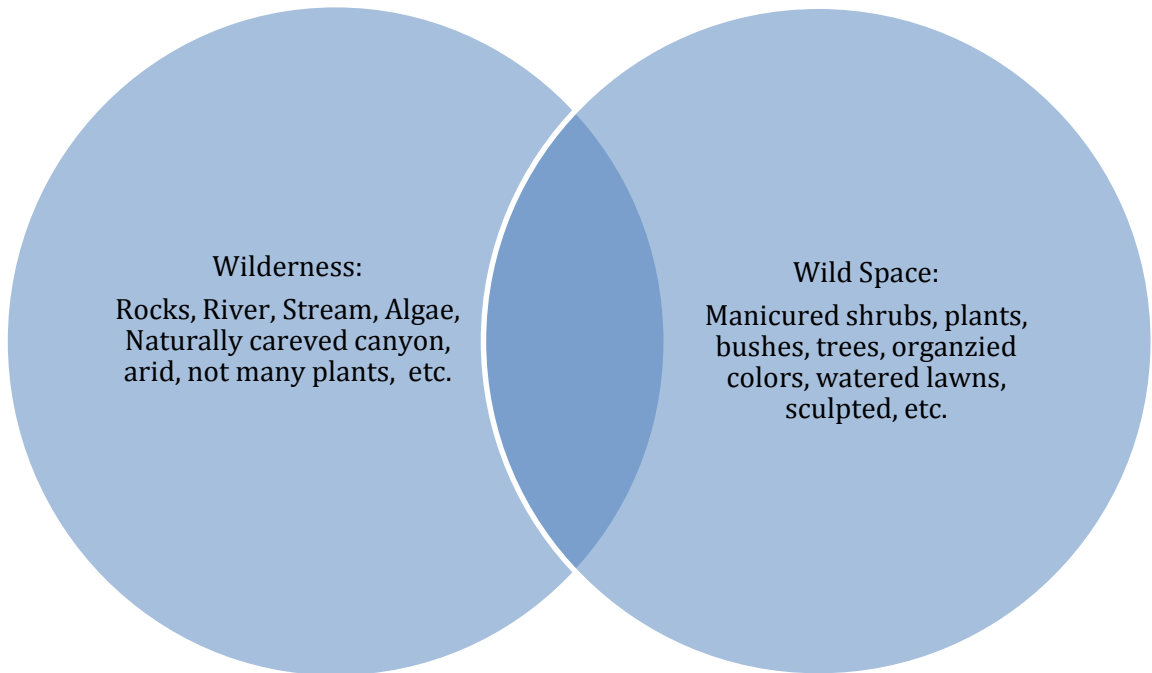 Wilderness:
Rocks, River, Stream, Algae,
Naturally careved canyon,
arid, not many plants,  etc.
Wild Space:
Manicured shrubs, plants,
bushes, trees, organzied
colors, watered lawns,
sculpted, etc.